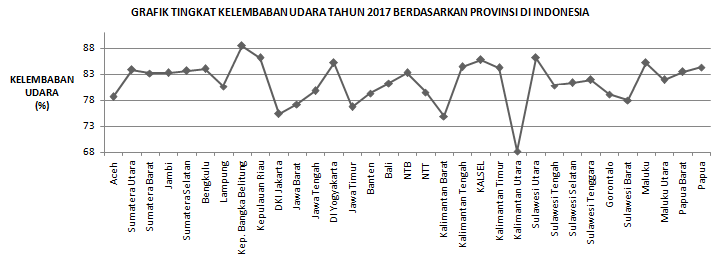 GRAFIK TINGKAT KELEMBABAN UDARA TAHUN 2017 BERDASARKAN PROVINSI DI INDONESIA
KELEMBABAN
UDARA
(%)
88
83
78
73
68
Aceh
Sumatera Utara
Sumatera Barat
Jambi
Sumatera Selatan
Bengkulu
Lampung
Kep. Bangka Belitung
Kepulauan Riau
DKI Jakarta
Jawa Barat
Jawa Tengah
DI Yogyakarta
Jawa Timur
Banten
Bali
NTB
NTT
Kalimantan Barat
Kalimantan Tengah
KALSEL
Kalimantan Timur
Kalimantan Utara
Sulawesi Utara
Sulawesi Tengah
Sulawesi Selatan
Sulawesi Tenggara
Gorontalo
Sulawesi Barat
Maluku
Maluku Utara
Papua Barat
Papua